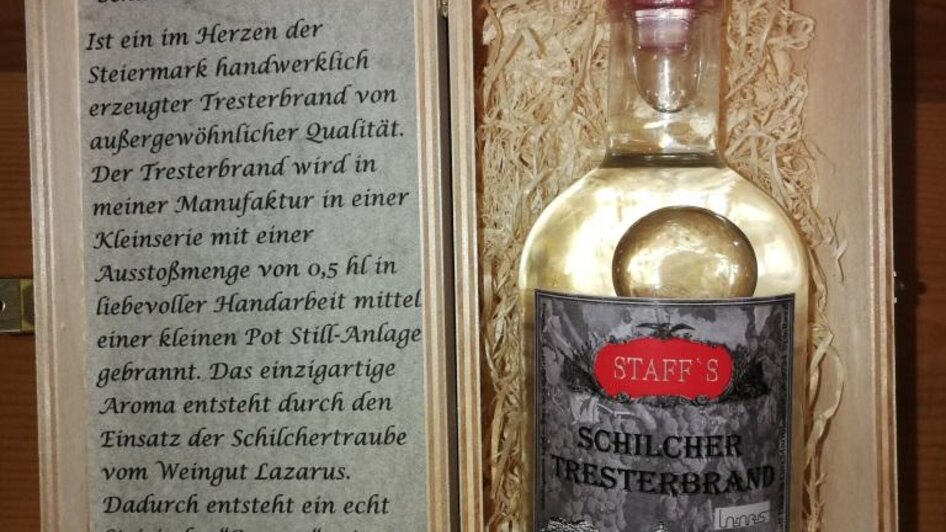 Ist ein im Herzen der
Steiermark handwerklich
erzeugter Tresterbrand von
außergewöhnlicher Qualität.
Der Tresterbrand wird in
meiner Manufaktur in einer
Kleinserie mit einer
Ausstoßmenge von 0,5 hl in
liebevoller Handarbeit mittel
einer kleinen Pot Still-Anlage
gebrannt. Das einzigartige
Aroma entsteht durch den
Einsatz der Schilchertraube
vom Weingut Lazarus.
Dadurch entsteht ein echt
STAFF`S
SCHILCHER
TRESTERBRAND